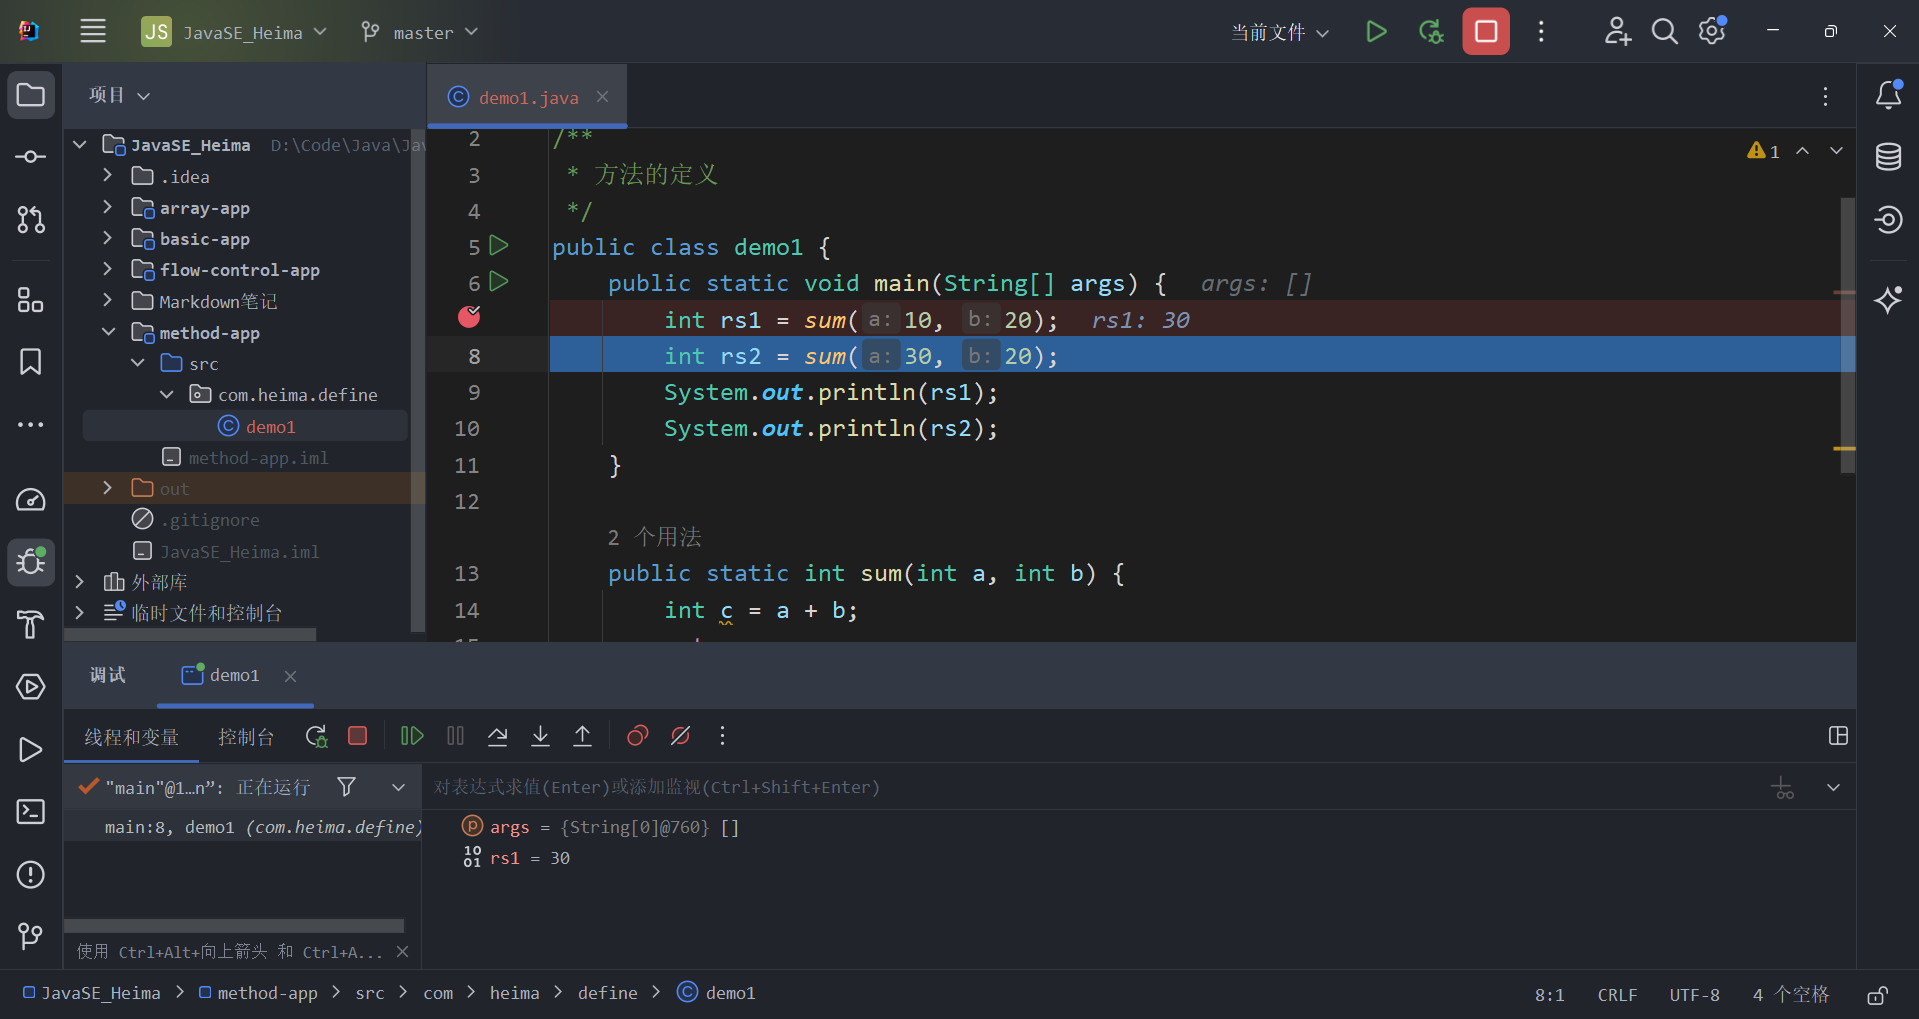 JS JavaSE_Heima master 当前文件
项目
demo1.java
JavaSE_Heima D:\Code\Java\Jav
.idea
array-app
basic-app
flow-control-app
Markdown笔记
method-app
src
com.heima.define
demo1
method-app.iml
out
.gitignore
JavaSE_Heima.iml
外部库
临时文件和控制台
1
2 /**
3 * 方法的定义
4 */
5 public class demo1 {
6 public static void main(String[] args) { args: []
int rs1 = sum( a: 10, b: 20); rs1: 30
8 int rs2 = sum( a: 30, b: 20);
9 System.out.println(rs1);
10 System.out.println(rs2);
11 }
12
2 个用法
13 public static int sum(int a, int b) {
14 int c = a + b;
调试 demo1
线程和变量 控制台
"main"@1…n”: 正在运行
对表达式求值(Enter)或添加监视(Ctrl+Shift+Enter)
main:8, demo1 (com.heima.define)
args = {String[0]@760} []
rs1 = 30
使用 Ctrl+Alt+向上箭头 和 Ctrl+A...
JavaSE_Heima > method-app > src > com > heima > define > demo1
8:1 CRLF UTF-8 4 个空格